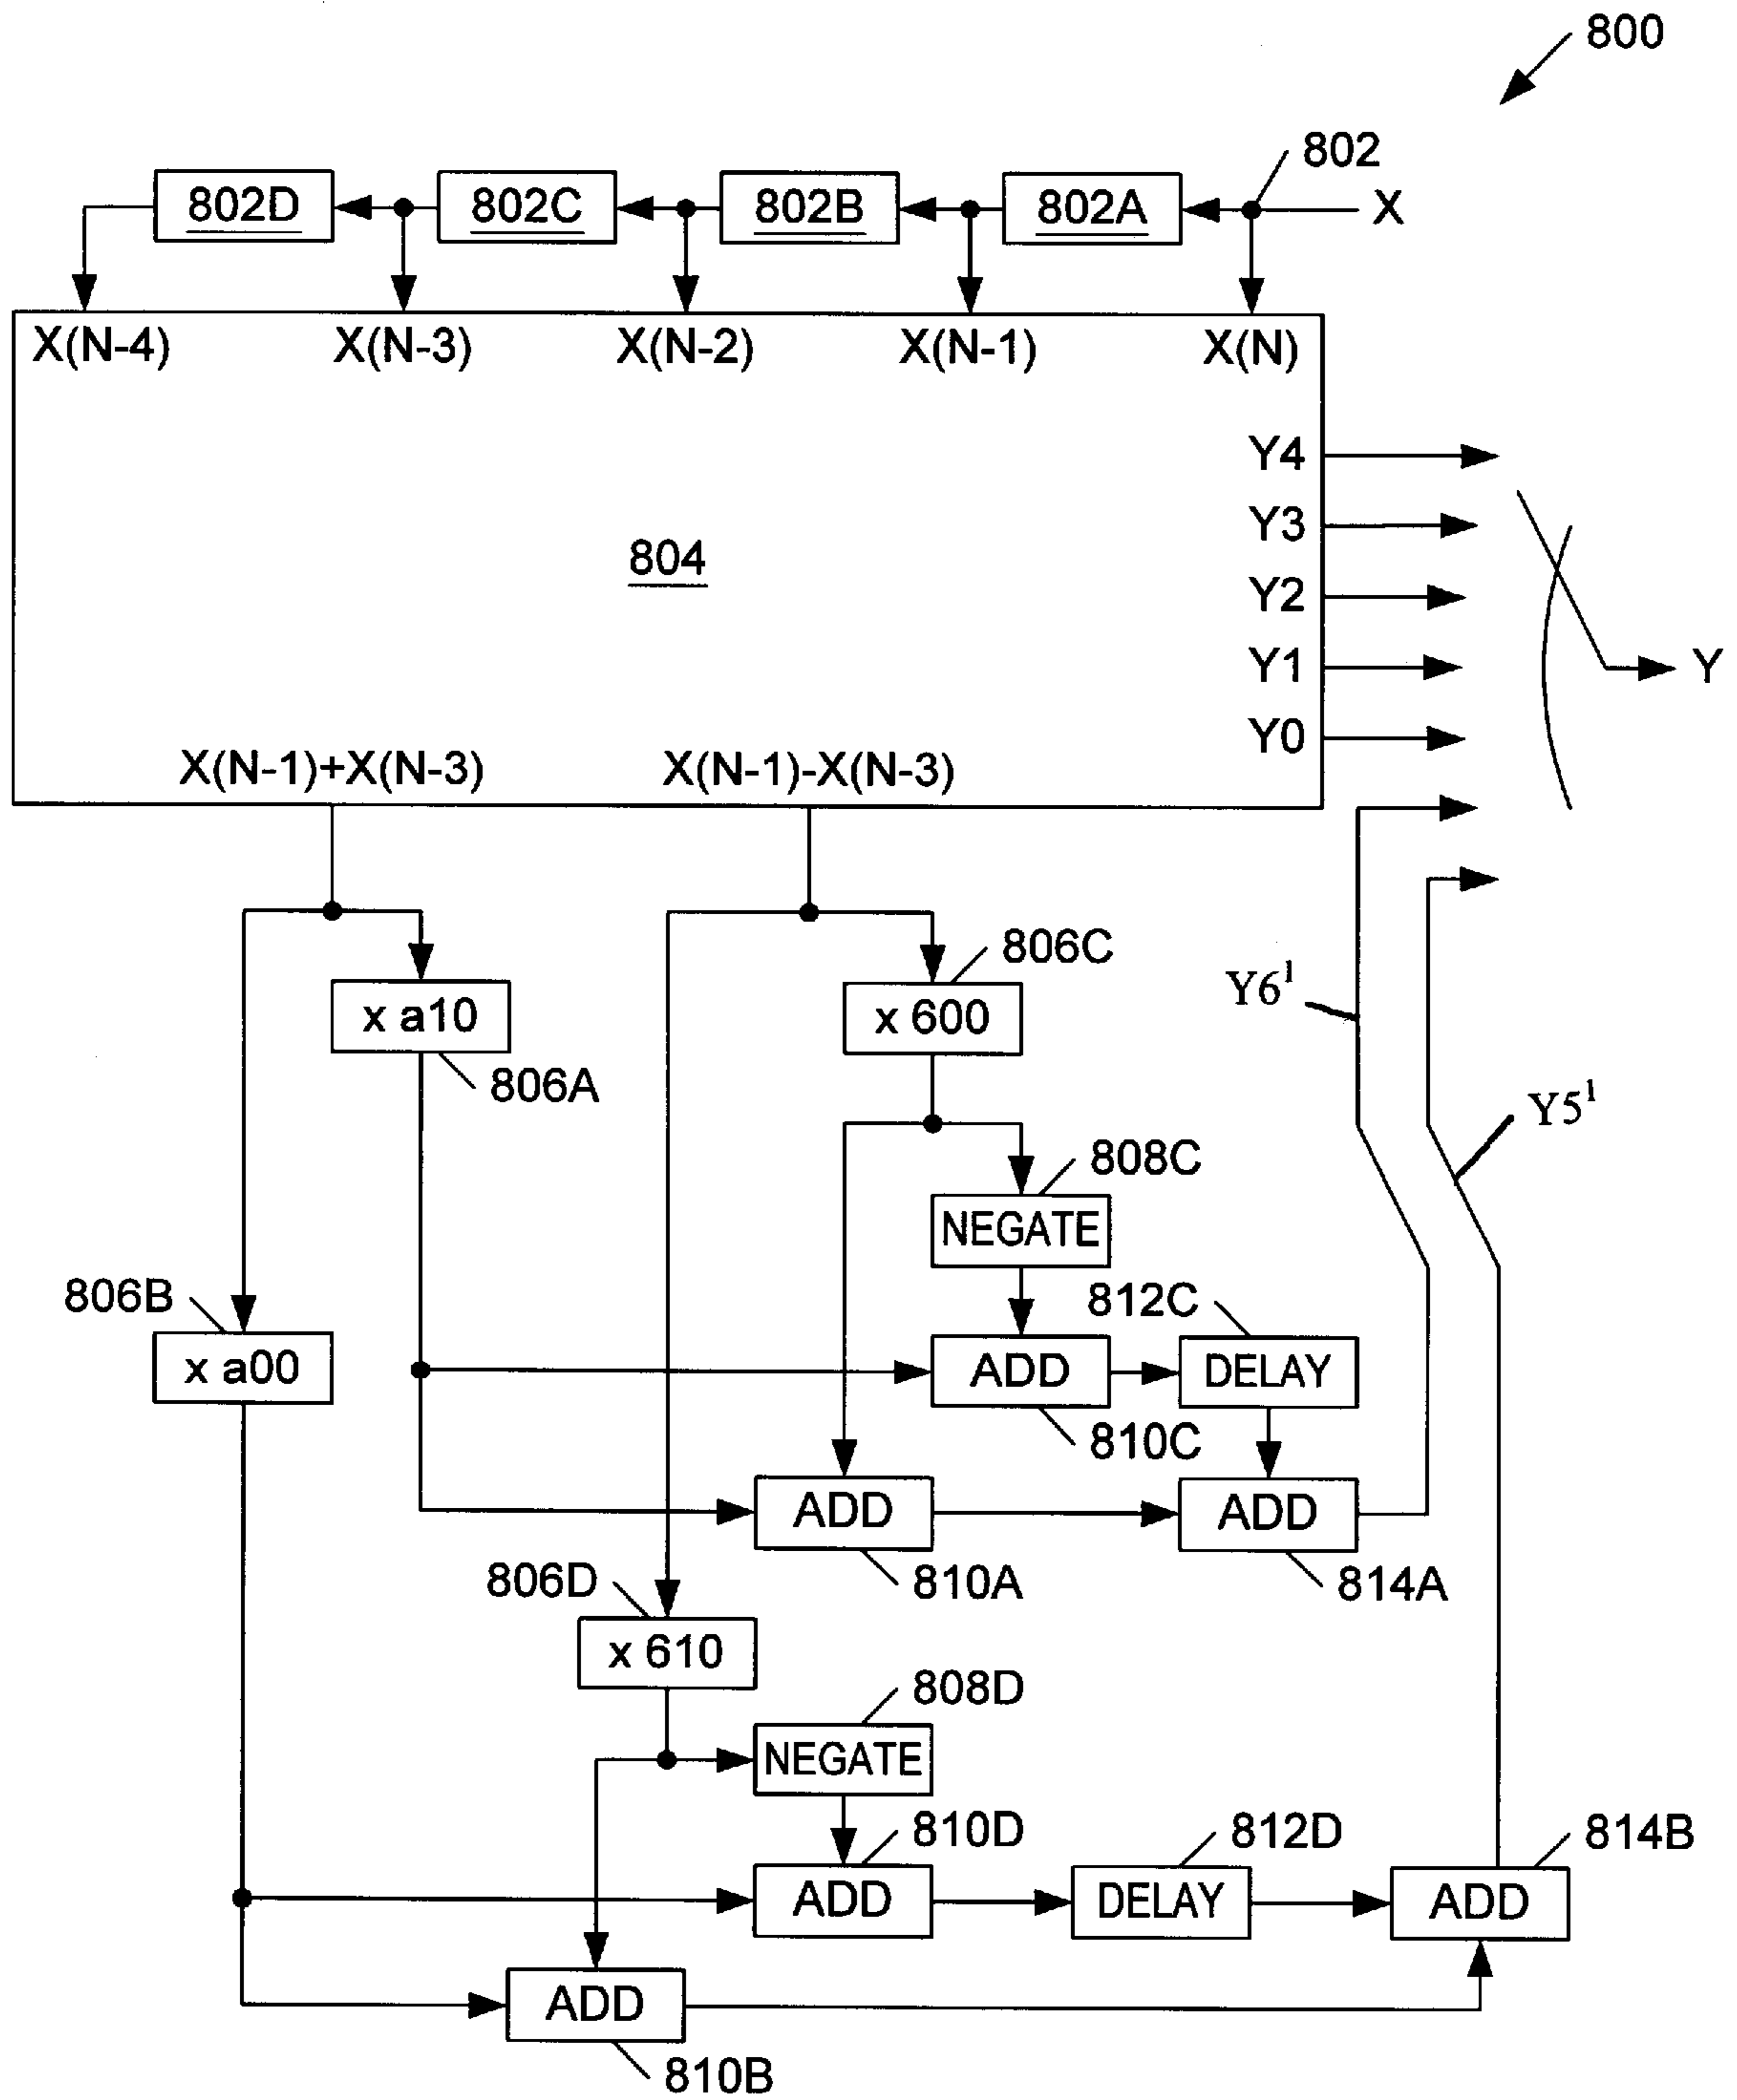 800
802
802D 802C 802B 802A X
X(N-4) X(N-3) X(N-2) X(N-1) X(N)
Y4
Y3
804
Y2
Y1 Y
Y0
X(N-1)+X(N-3) X(N-1)-X(N-3)
806C
Y6¹
x a10 x 600
806A
Y5¹
808C
NEGATE
806B 812C
x a00 ADD DELAY
810C
ADD ADD
806D 810A 814A
x 610
808D
NEGATE
810D 812D 814B
ADD DELAY ADD
ADD
810B